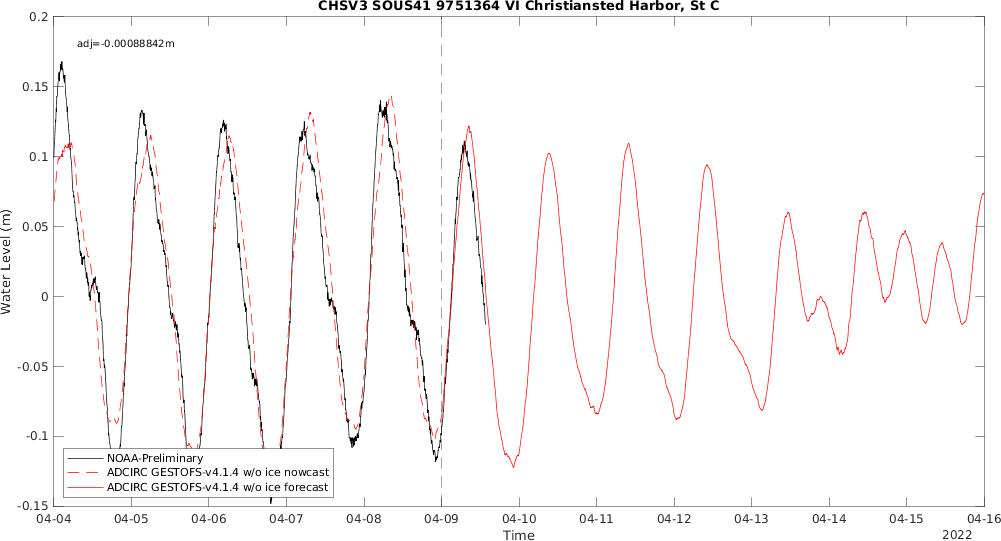 CHSV3 SOUS41 9751364 VI Christiansted Harbor, St C
adj=-0.00088842m
0.2
0.15
0.1
0.05
0
-0.05
-0.1
-0.15
Water Level (m)
NOAA-Preliminary
ADCIRC GESTOFS-v4.1.4 w/o ice nowcast
ADCIRC GESTOFS-v4.1.4 w/o ice forecast
04-04 04-05 04-06 04-07 04-08 04-09 04-10 04-11 04-12 04-13 04-14 04-15 04-16
Time
2022